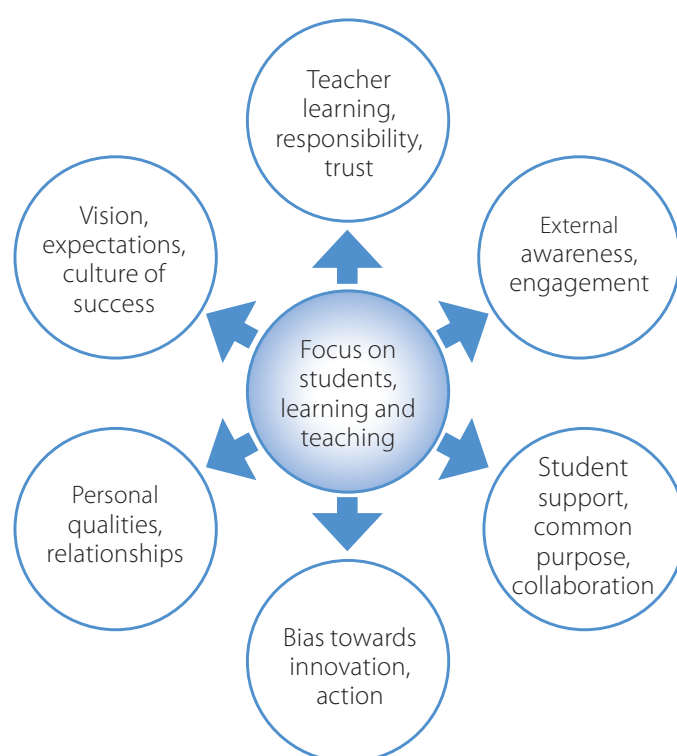 Teacher
learning,
responsibility,
trust
Vision,
expectations,
culture of
success
External
awareness,
engagement
Focus on
students,
learning and
teaching
Personal
qualities,
relationships
Student
support,
common
purpose,
collaboration
Bias towards
innovation,
action